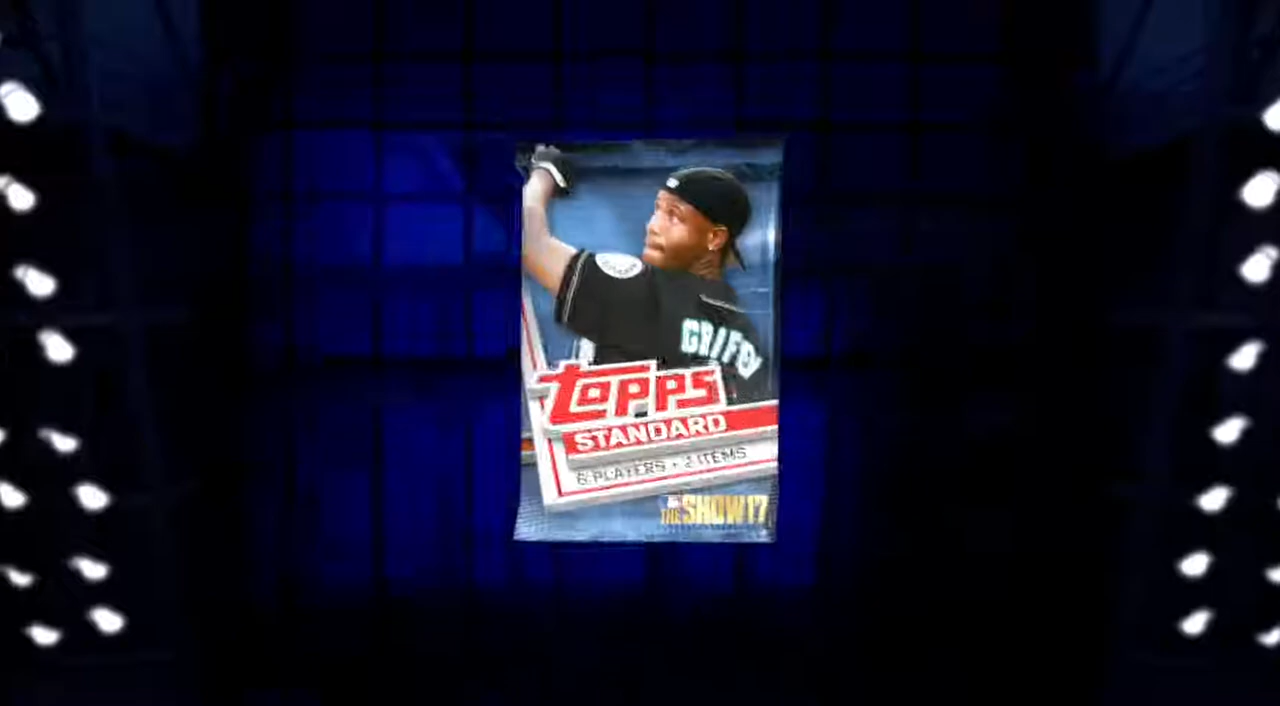 GRIFFEY
topps
STANDARD
6 PLAYERS + 2 ITEMS
THE SHOW 17